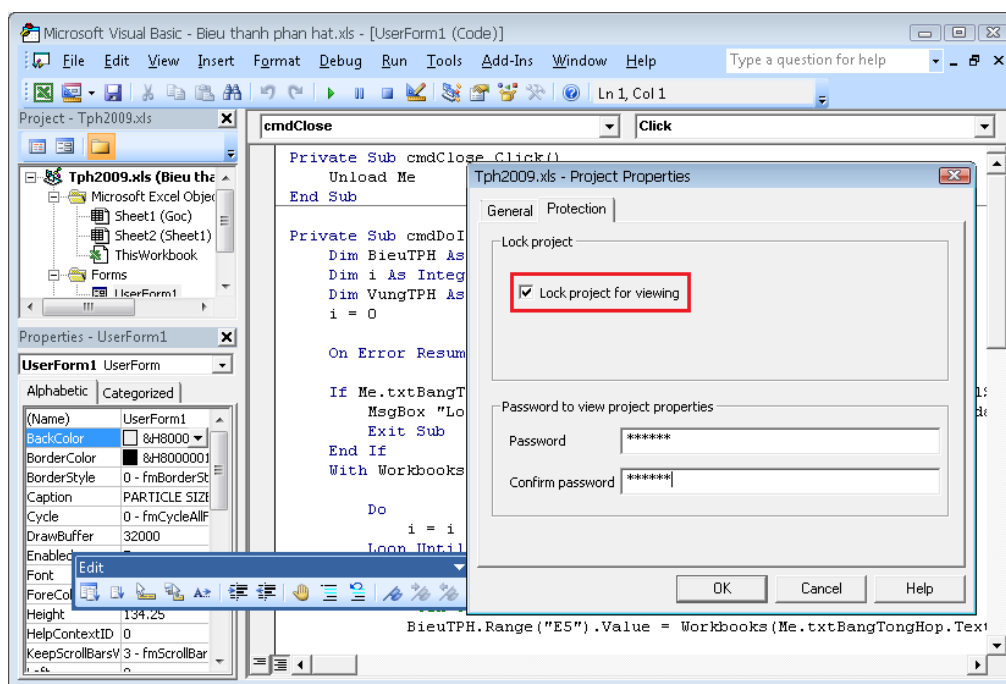 Microsoft Visual Basic - Bieu thanh phan hat.xls - [UserForm1 (Code)]
File Edit View Insert Format Debug Run Tools Add-Ins Window Help Type a question for help
Ln 1, Col 1
Project - Tph2009.xls
Tph2009.xls (Bieu tha
Microsoft Excel Objec
Sheet1 (Goc)
Sheet2 (Sheet1)
ThisWorkbook
Forms
UserForm1
Properties - UserForm1
UserForm1 UserForm
Alphabetic Categorized
(Name) UserForm1
BackColor &H8000
BorderColor &H8000001
BorderStyle 0 - fmBorderSt
Caption PARTICLE SIZE
Cycle 0 - fmCycleAllF
DrawBuffer 32000
Enabled
Font
ForeCol
Height 134.25
HelpContextID 0
KeepScrollBarsV 3 - fmScrollBar
Edit
cmdClose Click
Private Sub cmdClose_Click()
Unload Me
End Sub
Private Sub cmdDoI
Dim BieuTPH As
Dim i As Integ
Dim VungTPH As
i = 0
On Error Resum
If Me.txtBangT
MsgBox "Lo
Exit Sub
End If
With Workbooks
Do
i = i
Loop Until
BieuTPH.Range("E5").Value = Workbooks(Me.txtBangTongHop.Text
Tph2009.xls - Project Properties
General Protection
Lock project
Lock project for viewing
Password to view project properties
Password ******
Confirm password ******
OK Cancel Help